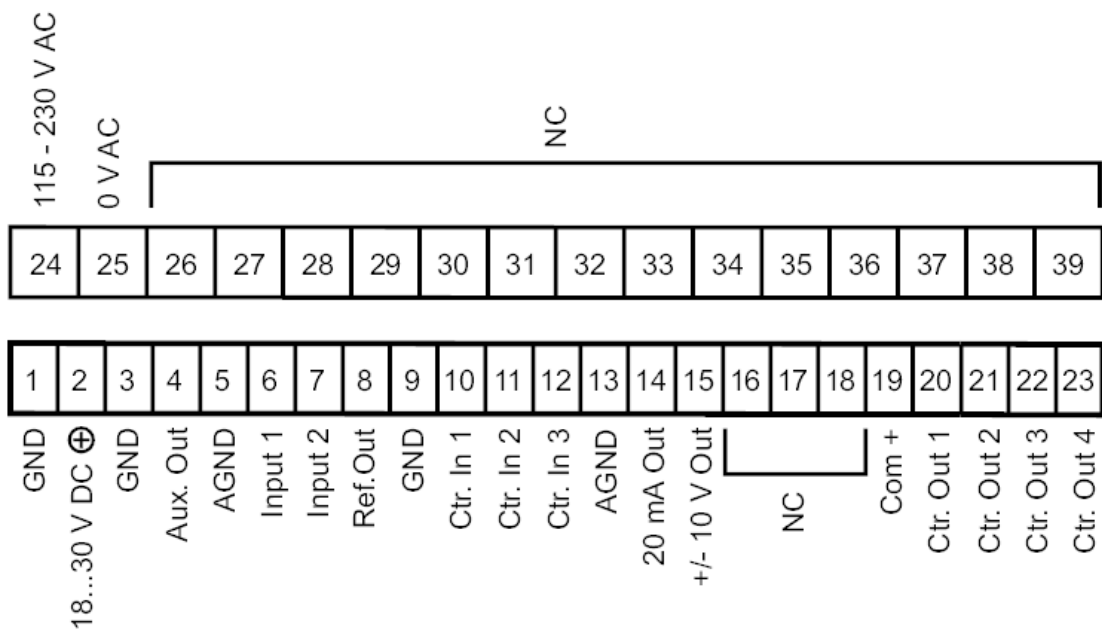 115 - 230 V AC
0 V AC
NC
24 25 26 27 28 29 30 31 32 33 34 35 36 37 38 39
1 2 3 4 5 6 7 8 9 10 11 12 13 14 15 16 17 18 19 20 21 22 23
GND
18...30 V DC ⊕
GND
Aux. Out
AGND
Input 1
Input 2
Ref.Out
GND
Ctr. In 1
Ctr. In 2
Ctr. In 3
AGND
20 mA Out
+/- 10 V Out
NC
Com +
Ctr. Out 1
Ctr. Out 2
Ctr. Out 3
Ctr. Out 4